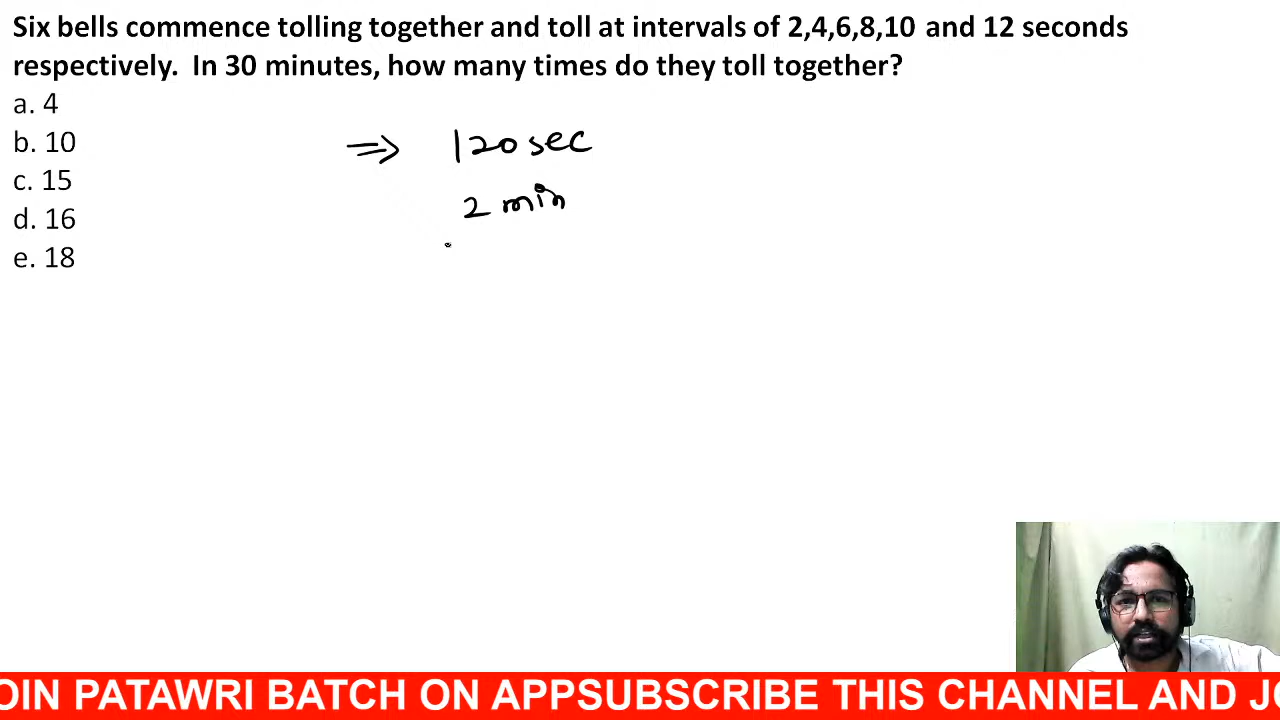 Six bells commence tolling together and toll at intervals of 2,4,6,8,10 and 12 seconds
respectively. In 30 minutes, how many times do they toll together?
a. 4
b. 10
c. 15
d. 16
e. 18
⇒ 120 sec
2 min
OIN PATAWRI BATCH ON APPSUBSCRIBE THIS CHANNEL AND JO